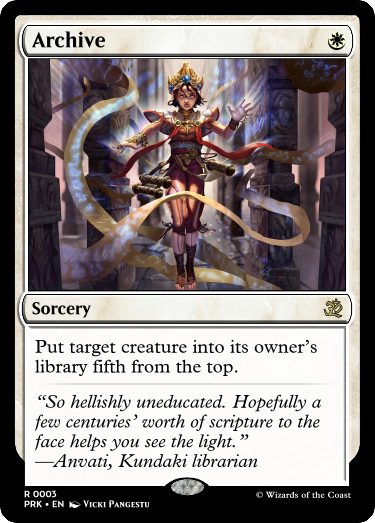 Archive
Sorcery
Put target creature into its owner's
library fifth from the top.
“So hellishly uneducated. Hopefully a
few centuries’ worth of scripture to the
face helps you see the light.”
—Anvati, Kundaki librarian
R 0003
PRK • EN Vicki Pangestu
© Wizards of the Coast